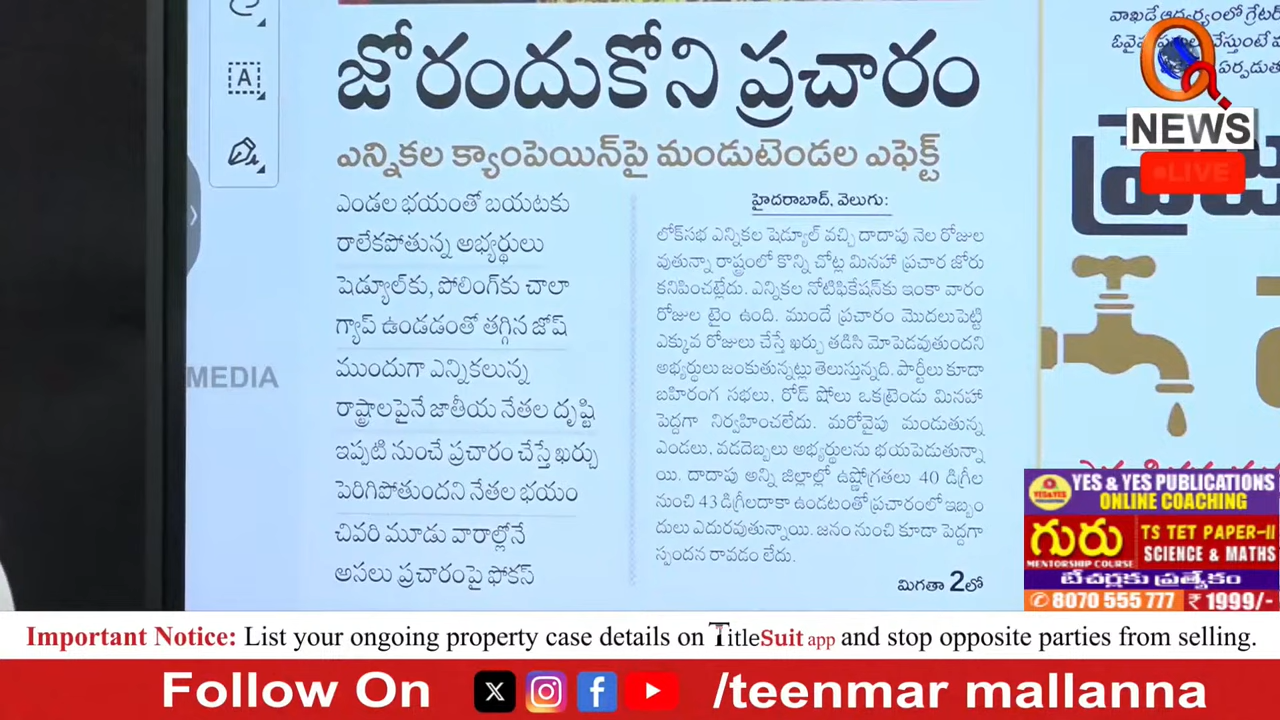 జోరందుకోని ప్రచారం
ఎన్నికల క్యాంపెయిన్‌పై మండుటెండల ఎఫెక్ట్
ఎండల భయంతో బయటకు
రాలేకపోతున్న అభ్యర్థులు
షెడ్యూల్‌కు, పోలింగ్‌కు చాలా
గ్యాప్ ఉండడంతో తగ్గిన జోష్
ముందుగా ఎన్నికలున్న
రాష్ట్రాలపైనే జాతీయ నేతల దృష్టి
ఇప్పటి నుంచే ప్రచారం చేస్తే ఖర్చు
పెరిగిపోతుందని నేతల భయం
చివరి మూడు వారాల్లోనే
అసలు ప్రచారంపై ఫోకస్
హైదరాబాద్, వెలుగు:
లోక్‌సభ ఎన్నికల షెడ్యూల్ వచ్చి దాదాపు నెల రోజుల
వుతున్నా రాష్ట్రంలో కొన్ని చోట్ల మినహా ప్రచార జోరు
కనిపించట్లేదు. ఎన్నికల నోటిఫికేషన్‌కు ఇంకా వారం
రోజుల టైం ఉంది. ముందే ప్రచారం మొదలుపెట్టి
ఎక్కువ రోజులు చేస్తే ఖర్చు తడిసి మోపెడవుతుందని
అభ్యర్థులు జంకుతున్నట్లు తెలుస్తున్నది. పార్టీలు కూడా
బహిరంగ సభలు, రోడ్ షోలు ఒకట్రెండు మినహా
పెద్దగా నిర్వహించలేదు. మరోవైపు మండుతున్న
ఎండలు, వడదెబ్బలు అభ్యర్థులను భయపెడుతున్నా
యి. దాదాపు అన్ని జిల్లాల్లో ఉష్ణోగ్రతలు 40 డిగ్రీల
నుంచి 43 డిగ్రీలదాకా ఉండటంతో ప్రచారంలో ఇబ్బం
దులు ఎదురవుతున్నాయి. జనం నుంచి కూడా పెద్దగా
స్పందన రావడం లేదు.
మిగతా 2లో
MEDIA
A
NEWS
LIVE
YES & YES PUBLICATIONS
ONLINE COACHING
గురు
MENTORSHIP COURSE
TS TET PAPER-II
SCIENCE & MATHS
టీచర్లకు ప్రత్యేకం
8070 555 777
₹ 1999/-
Important Notice: List your ongoing property case details on TitleSuit app and stop opposite parties from selling.
Follow On X f /teenmar mallanna